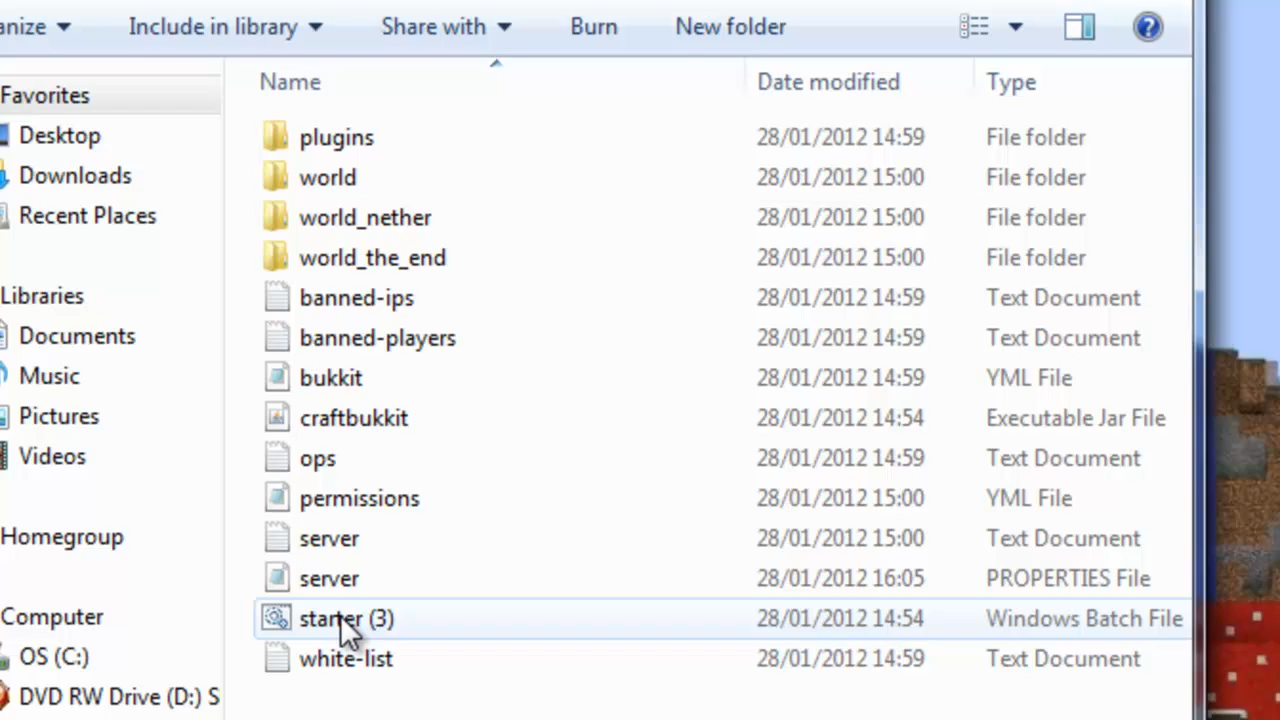 anize Include in library Share with Burn New folder
Name Date modified Type
Favorites
Desktop
Downloads
Recent Places
Libraries
Documents
Music
Pictures
Videos
Homegroup
Computer
OS (C:)
DVD RW Drive (D:) S
plugins 28/01/2012 14:59 File folder
world 28/01/2012 15:00 File folder
world_nether 28/01/2012 15:00 File folder
world_the_end 28/01/2012 15:00 File folder
banned-ips 28/01/2012 14:59 Text Document
banned-players 28/01/2012 14:59 Text Document
bukkit 28/01/2012 14:59 YML File
craftbukkit 28/01/2012 14:54 Executable Jar File
ops 28/01/2012 14:59 Text Document
permissions 28/01/2012 15:00 YML File
server 28/01/2012 15:00 Text Document
server 28/01/2012 16:05 PROPERTIES File
starter (3) 28/01/2012 14:54 Windows Batch File
white-list 28/01/2012 14:59 Text Document